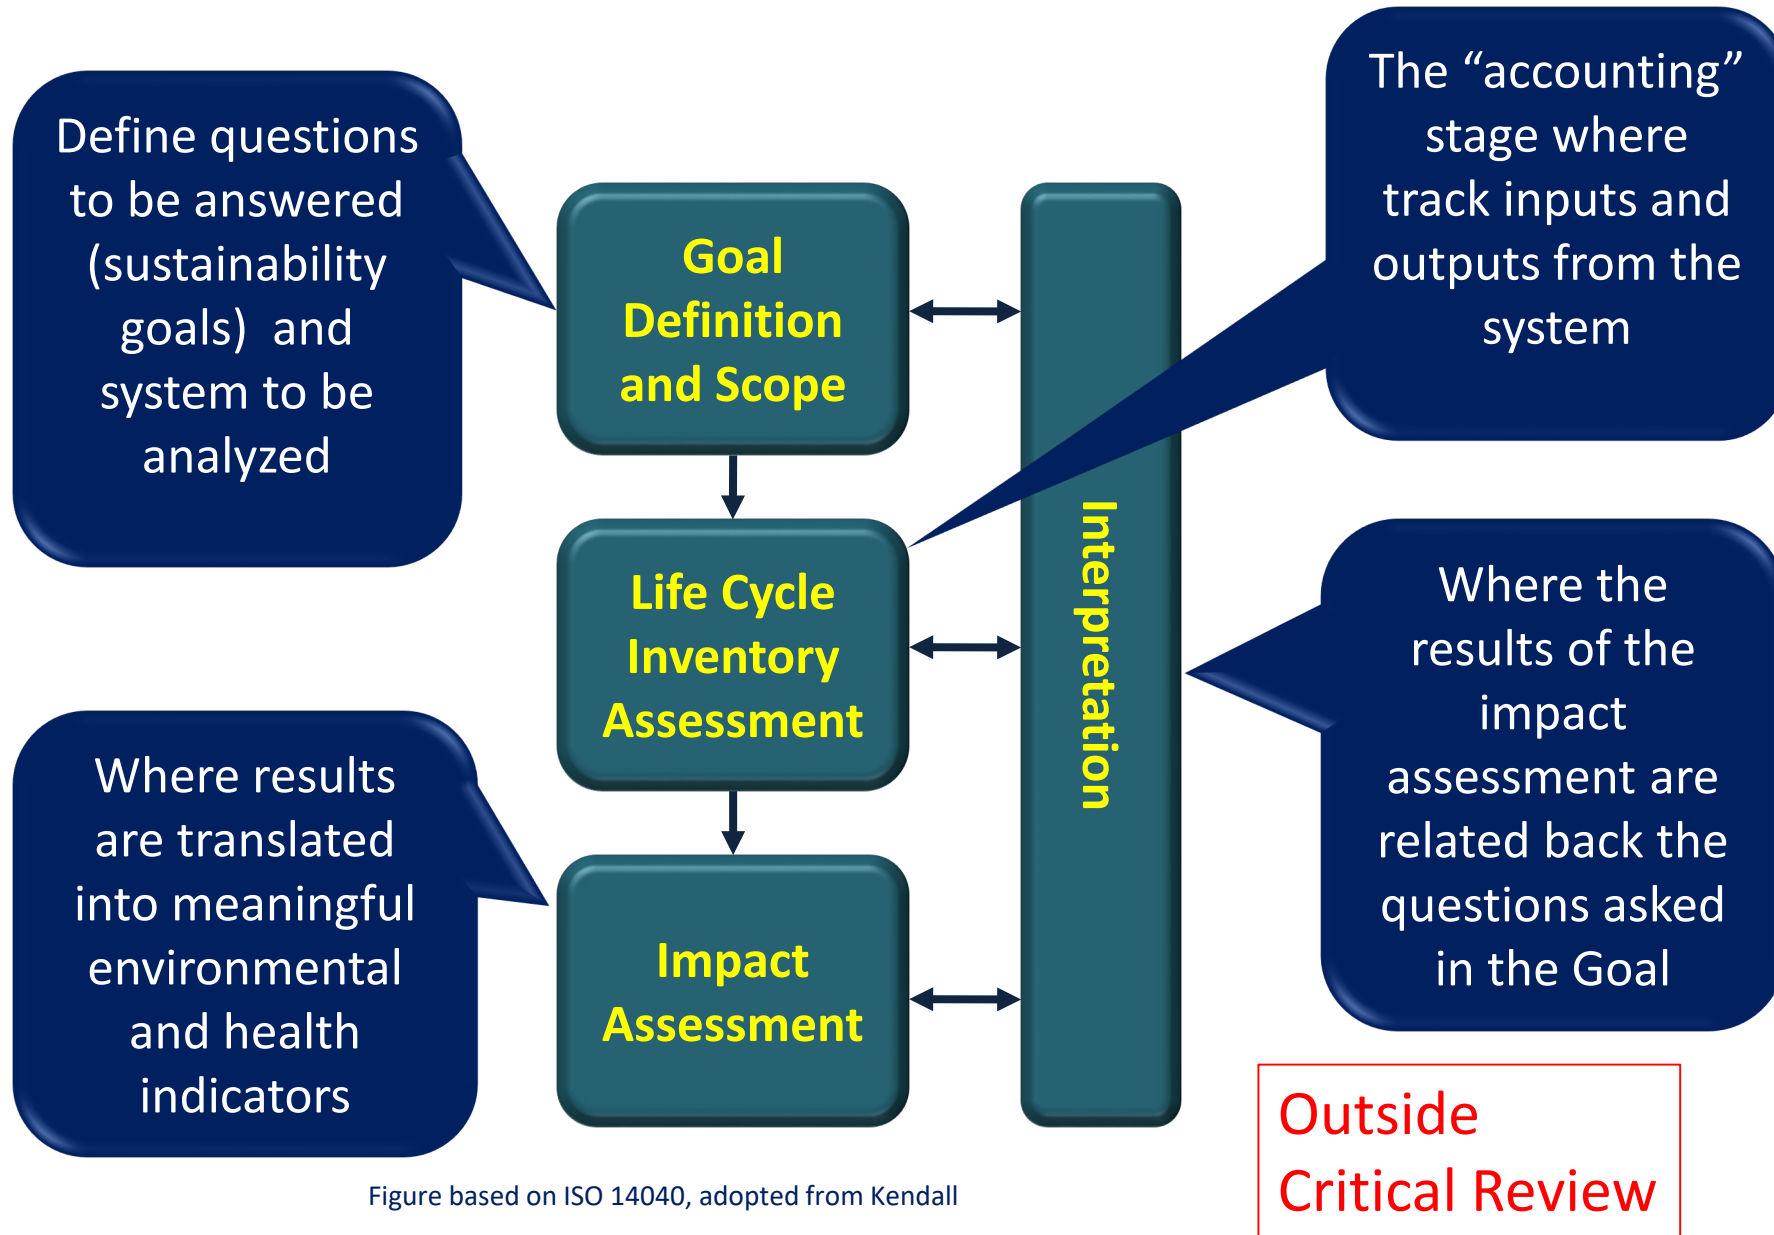 Define questions
to be answered
(sustainability
goals)  and
system to be
analyzed
Goal
Definition
and Scope
The “accounting”
stage where
track inputs and
outputs from the
system
Life Cycle
Inventory
Assessment
Interpretation
Where the
results of the
impact
assessment are
related back the
questions asked
in the Goal
Where results
are translated
into meaningful
environmental
and health
indicators
Impact
Assessment
Outside
Critical Review
Figure based on ISO 14040, adopted from Kendall